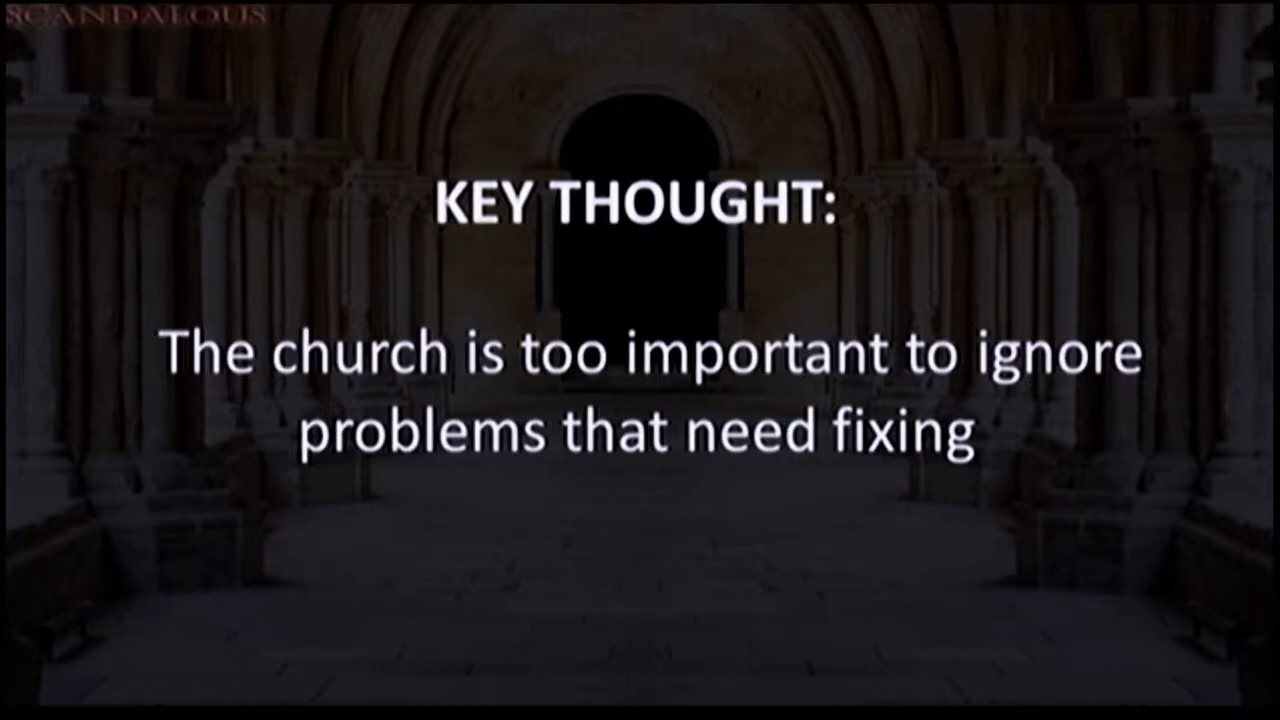 SCANDALOUS
KEY THOUGHT:
The church is too important to ignore
problems that need fixing